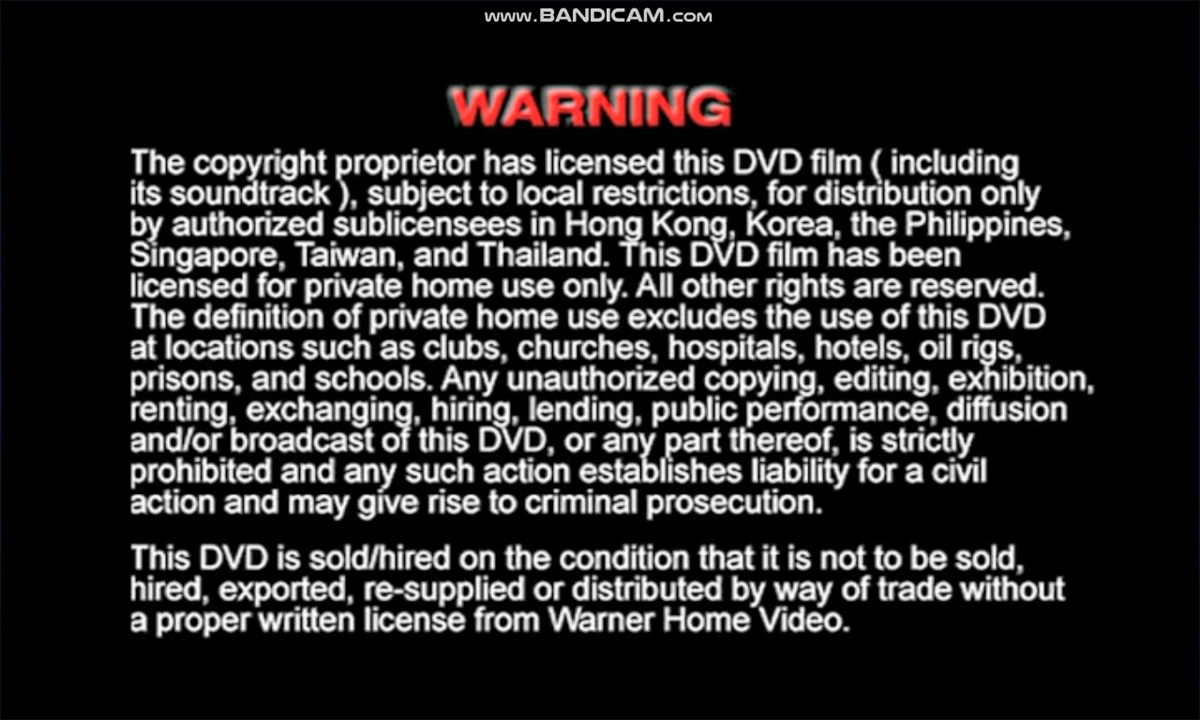 www.BANDICAM.com
WARNING
The copyright proprietor has licensed this DVD film ( including
its soundtrack ), subject to local restrictions, for distribution only
by authorized sublicensees in Hong Kong, Korea, the Philippines,
Singapore, Taiwan, and Thailand. This DVD film has been
licensed for private home use only. All other rights are reserved.
The definition of private home use excludes the use of this DVD
at locations such as clubs, churches, hospitals, hotels, oil rigs,
prisons, and schools. Any unauthorized copying, editing, exhibition,
renting, exchanging, hiring, lending, public performance, diffusion
and/or broadcast of this DVD, or any part thereof, is strictly
prohibited and any such action establishes liability for a civil
action and may give rise to criminal prosecution.
This DVD is sold/hired on the condition that it is not to be sold,
hired, exported, re-supplied or distributed by way of trade without
a proper written license from Warner Home Video.